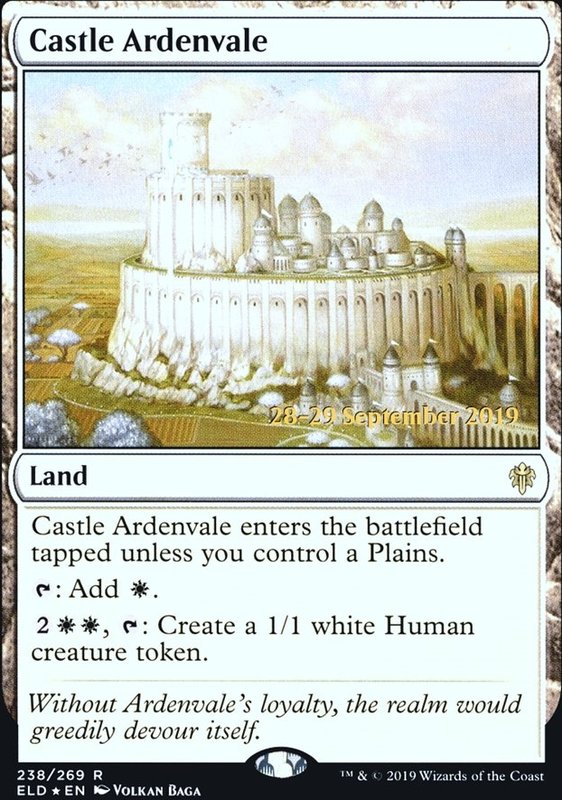 Castle Ardenvale
28–29 September 2019
Land
Castle Ardenvale enters the battlefield
tapped unless you control a Plains.
: Add .
2 , : Create a 1/1 white Human
creature token.
Without Ardenvale's loyalty, the realm would
greedily devour itself.
238/269 R
ELD ★ EN Volkan Baga
™ & © 2019 Wizards of the Coast